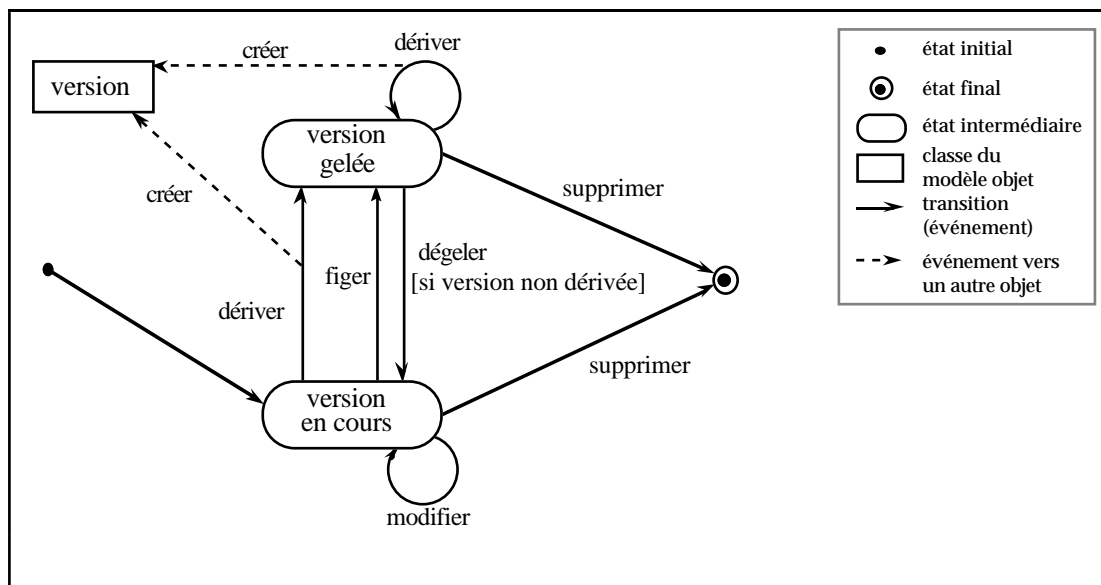 créer
dériver
version
version
gelée
créer
supprimer
dégeler
[si version non dérivée]
figer
dériver
supprimer
version
en cours
modifier
état initial
état final
état intermédiaire
classe du
modèle objet
transition
(événement)
événement vers
un autre objet